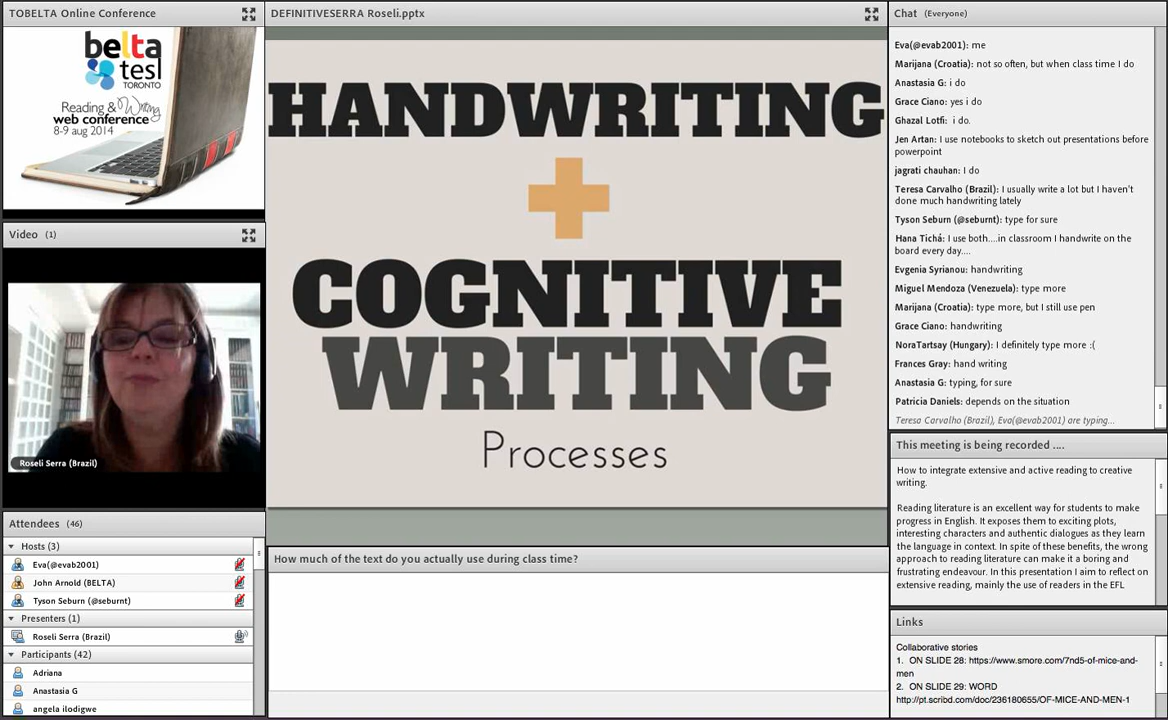 TOBELTA Online Conference
belta
tesl
TORONTO
Reading & Writing
web conference
8-9 aug 2014
Video (1)
Roseli Serra (Brazil)
Attendees (46)
Hosts (3)
Eva(@evab2001)
John Arnold (BELTA)
Tyson Seburn (@seburnt)
Presenters (1)
Roseli Serra (Brazil)
Participants (42)
Adriana
Anastasia G
angela ilodigwe
DEFINITIVESERRA Roseli.pptx
HANDWRITING
+
COGNITIVE
WRITING
Processes
How much of the text do you actually use during class time?
Chat (Everyone)
Eva(@evab2001): me
Marijana (Croatia): not so often, but when class time I do
Anastasia G: i do
Grace Ciano: yes i do
Ghazal Lotfi: i do.
Jen Artan: I use notebooks to sketch out presentations before
powerpoint
jagrati chauhan: I do
Teresa Carvalho (Brazil): I usually write a lot but I haven't
done much handwriting lately
Tyson Seburn (@seburnt): type for sure
Hana Tichá: I use both....in classroom I handwrite on the
board every day....
Evgenia Syrianou: handwriting
Miguel Mendoza (Venezuela): type more
Marijana (Croatia): type more, but I still use pen
Grace Ciano: handwriting
NoraTartsay (Hungary): I definitely type more :(
Frances Gray: hand writing
Anastasia G: typing, for sure
Patricia Daniels: depends on the situation
Teresa Carvalho (Brazil), Eva(@evab2001) are typing...
This meeting is being recorded ....
How to integrate extensive and active reading to creative
writing.
Reading literature is an excellent way for students to make
progress in English. It exposes them to exciting plots,
interesting characters and authentic dialogues as they learn
the language in context. In spite of these benefits, the wrong
approach to reading literature can make it a boring and
frustrating endeavour. In this presentation I aim to reflect on
extensive reading, mainly the use of readers in the EFL
Links
Collaborative stories
1. ON SLIDE 28: https://www.smore.com/7nd5-of-mice-and-
men
2. ON SLIDE 29: WORD
http://pt.scribd.com/doc/236180655/OF-MICE-AND-MEN-1